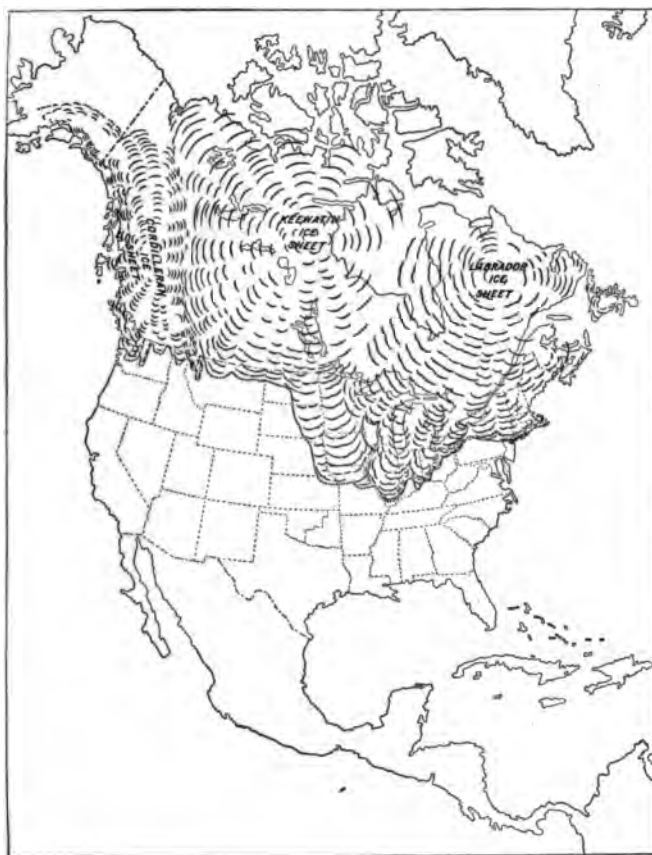 KEEWATIN
ICE
SHEET
CORDILLERAN
ICE
SHEET
LABRADOR
ICE
SHEET